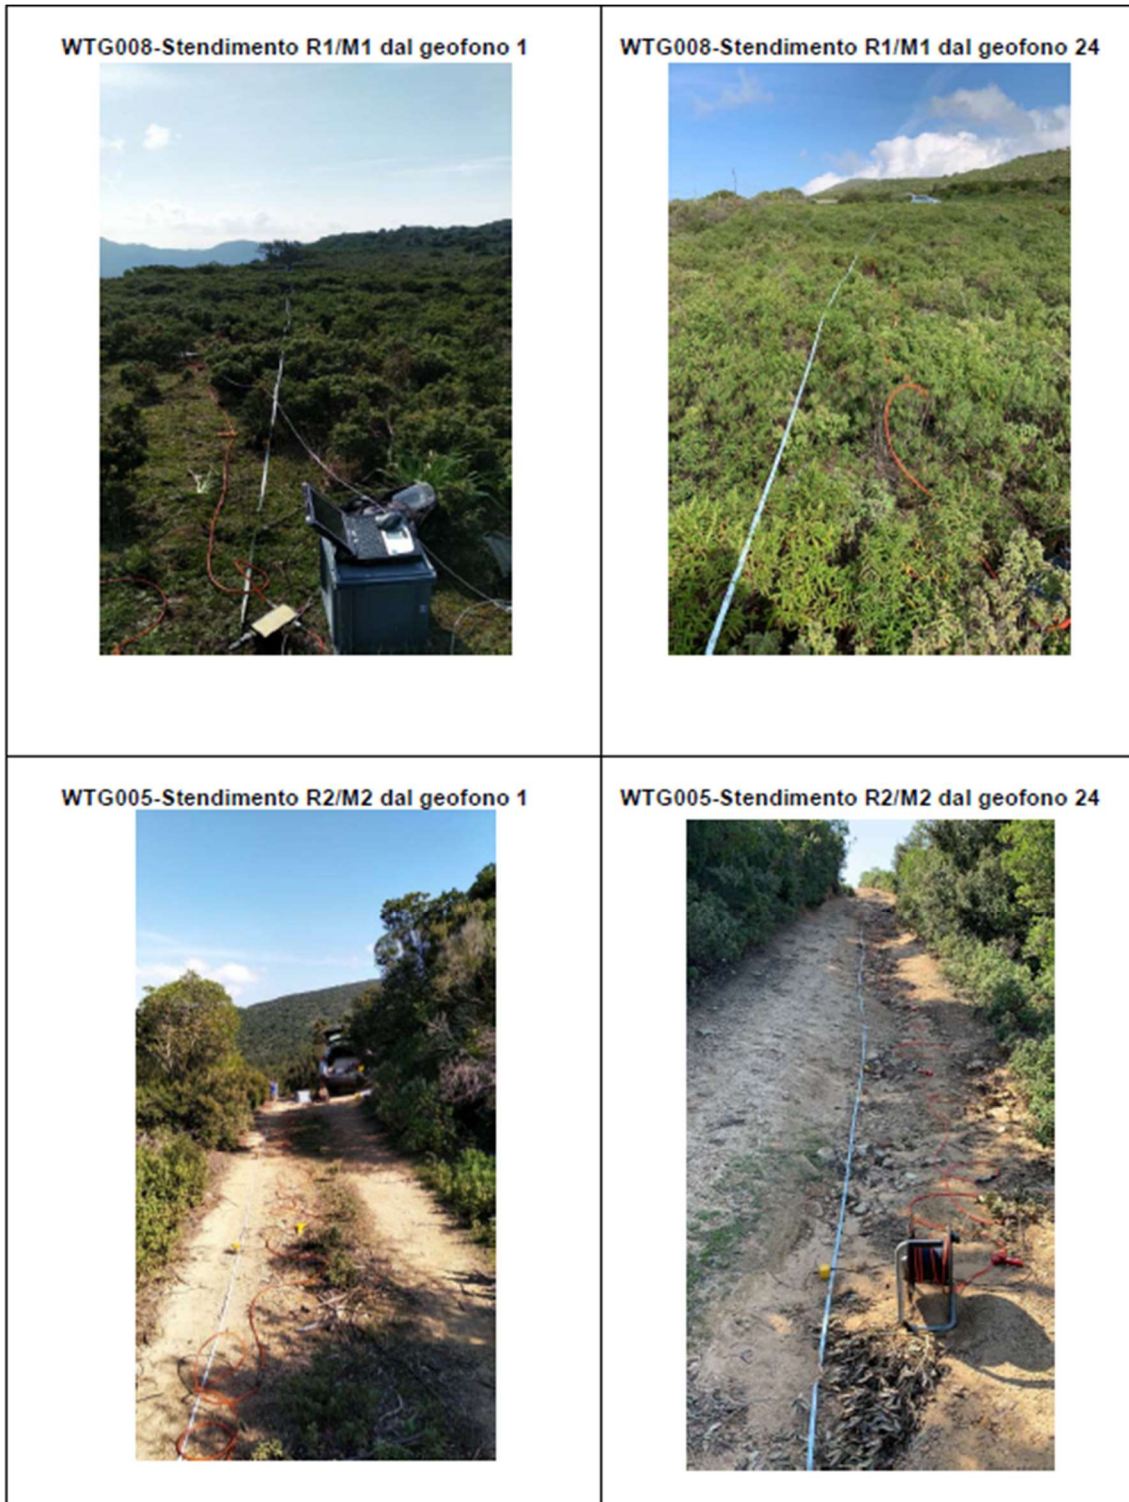 WTG008-Stendimento R1/M1 dal geofono 1
WTG008-Stendimento R1/M1 dal geofono 24
WTG005-Stendimento R2/M2 dal geofono 1
WTG005-Stendimento R2/M2 dal geofono 24